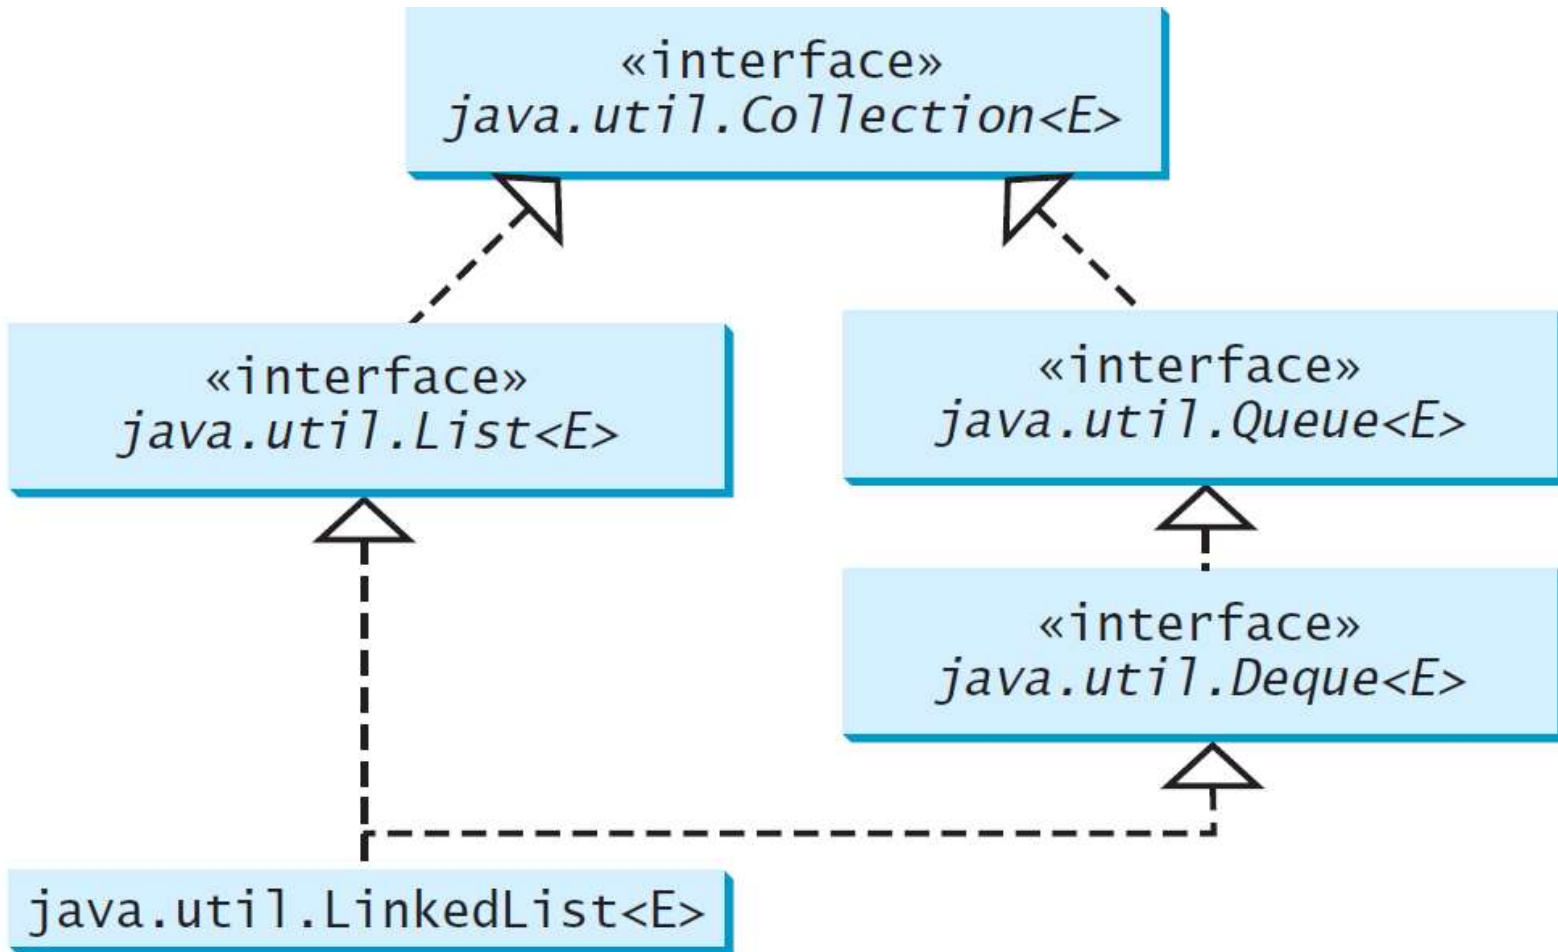 «interface»
java.util.Collection<E>
«interface»
java.util.List<E>
«interface»
java.util.Queue<E>
«interface»
java.util.Deque<E>
java.util.LinkedList<E>